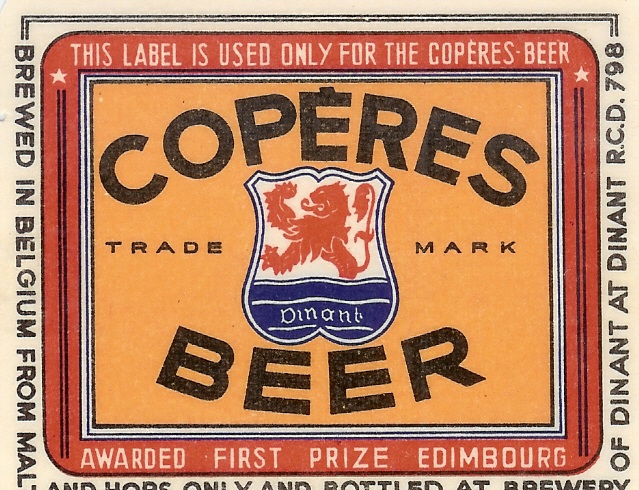 THIS LABEL IS USED ONLY FOR THE COPÈRES-BEER
COPÈRES
TRADE MARK
Dinant
BEER
AWARDED FIRST PRIZE EDIMBOURG
BREWED IN BELGIUM FROM MALT
AND HOPS ONLY AND BOTTLED AT BREWERY
OF DINANT AT DINANT R.C.D. 798